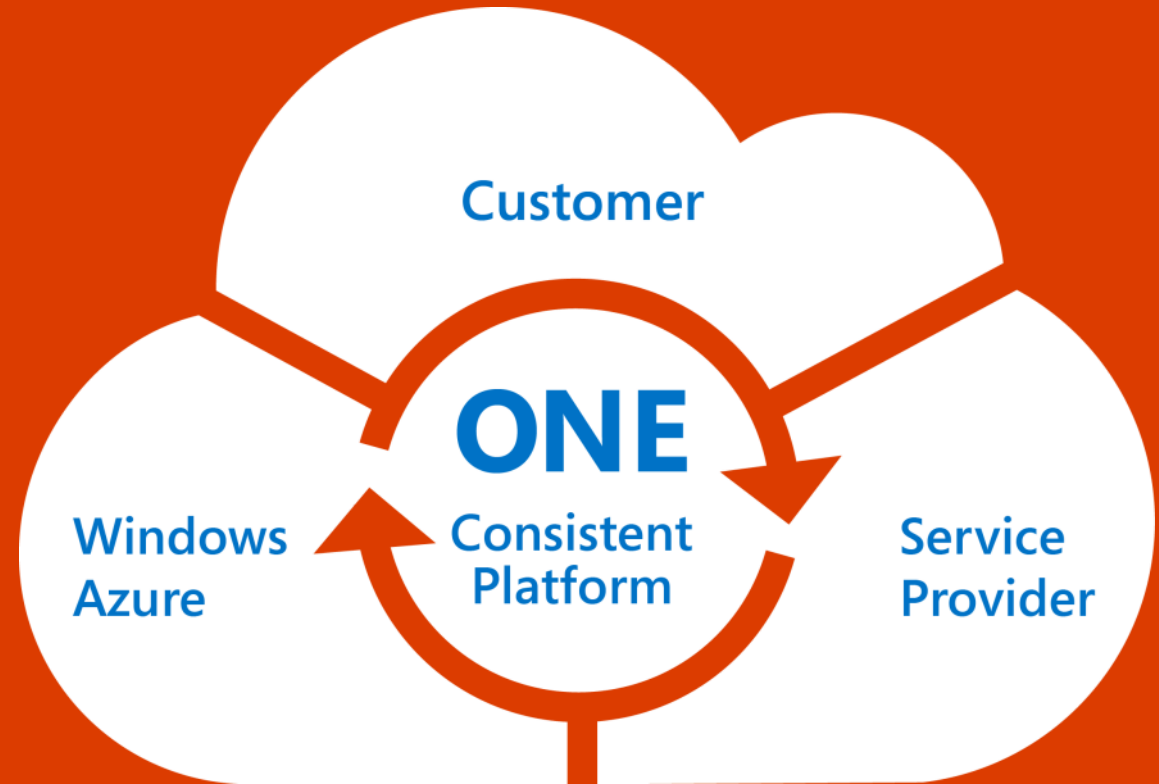 Customer
ONE
Consistent
Platform
Windows
Azure
Service
Provider